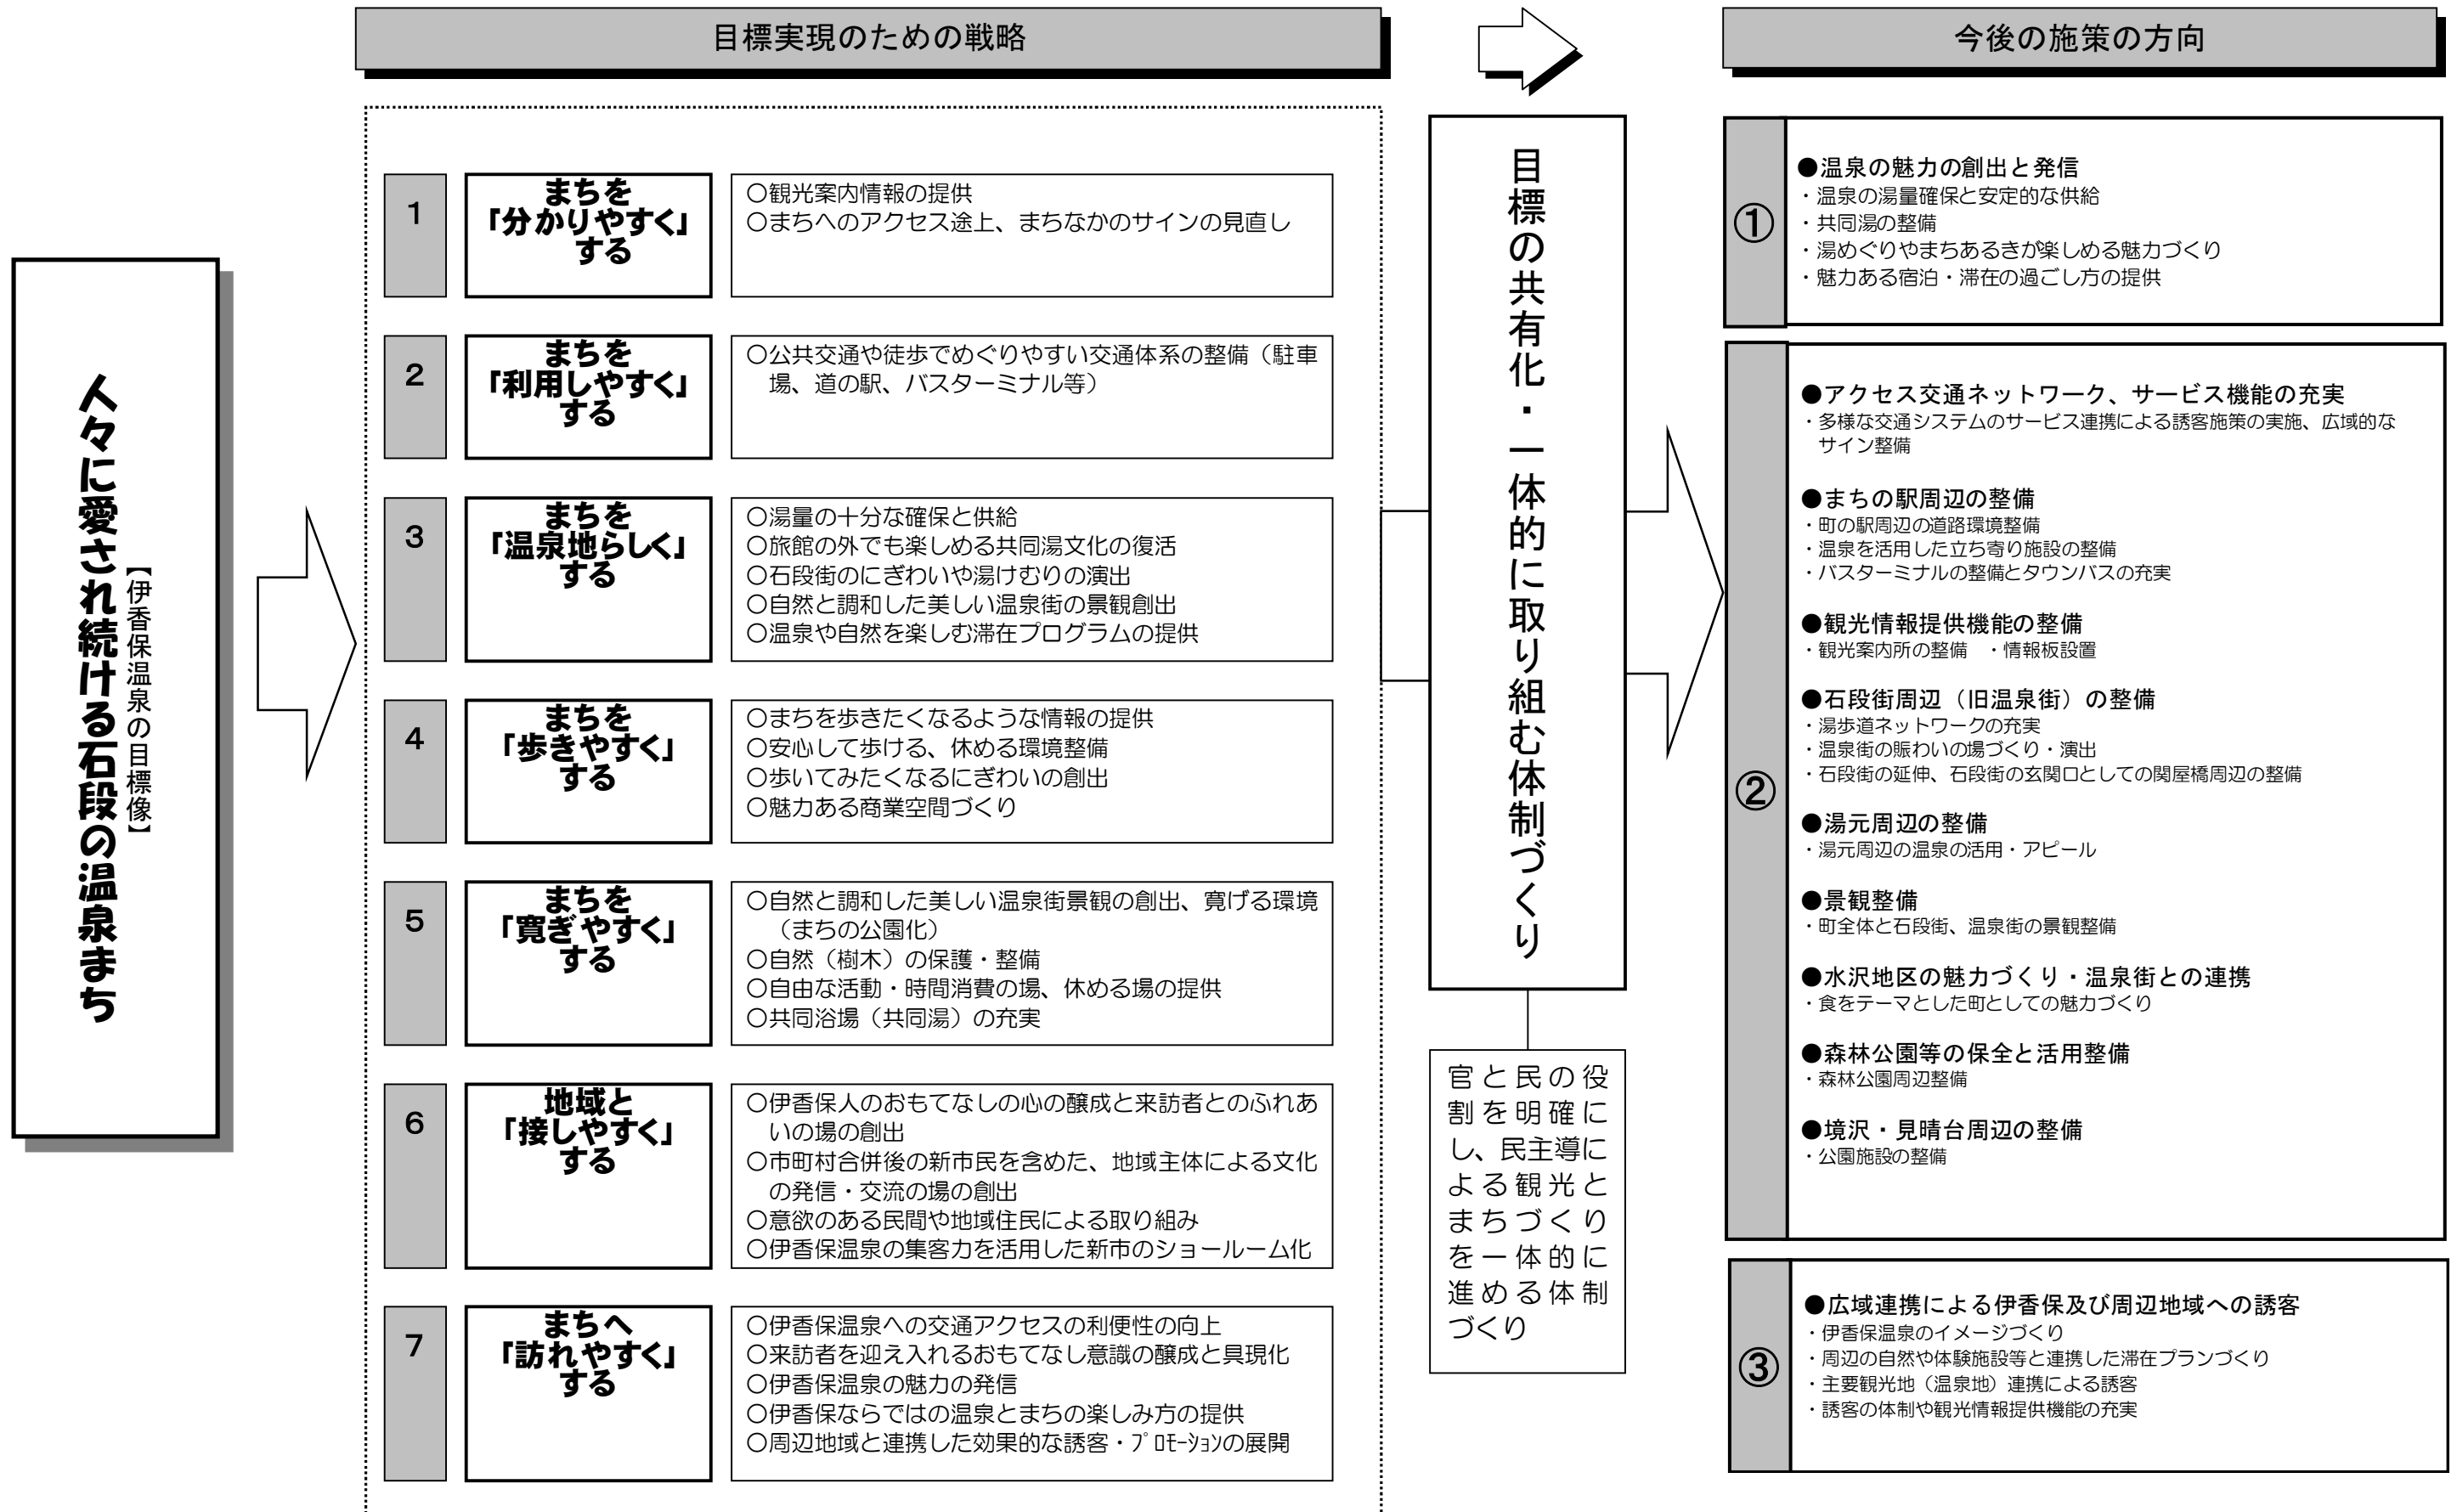 目標実現のための戦略
今後の施策の方向
人々に愛され続ける石段の温泉まち
【伊香保温泉の目標像】
1
まちを
「分かりやすく」
する
○観光案内情報の提供
○まちへのアクセス途上、まちなかのサインの見直し
2
まちを
「利用しやすく」
する
○公共交通や徒歩でめぐりやすい交通体系の整備（駐車
場、道の駅、バスターミナル等）
3
まちを
「温泉地らしく」
する
○湯量の十分な確保と供給
○旅館の外でも楽しめる共同湯文化の復活
○石段街のにぎわいや湯けむりの演出
○自然と調和した美しい温泉街の景観創出
○温泉や自然を楽しむ滞在プログラムの提供
4
まちを
「歩きやすく」
する
○まちを歩きたくなるような情報の提供
○安心して歩ける、休める環境整備
○歩いてみたくなるにぎわいの創出
○魅力ある商業空間づくり
5
まちを
「寛ぎやすく」
する
○自然と調和した美しい温泉街景観の創出、寛げる環境
（まちの公園化）
○自然（樹木）の保護・整備
○自由な活動・時間消費の場、休める場の提供
○共同浴場（共同湯）の充実
6
地域と
「接しやすく」
する
○伊香保人のおもてなしの心の醸成と来訪者とのふれあ
いの場の創出
○市町村合併後の新市民を含めた、地域主体による文化
の発信・交流の場の創出
○意欲のある民間や地域住民による取り組み
○伊香保温泉の集客力を活用した新市のショールーム化
7
まちへ
「訪れやすく」
する
○伊香保温泉への交通アクセスの利便性の向上
○来訪者を迎え入れるおもてなし意識の醸成と具現化
○伊香保温泉の魅力の発信
○伊香保ならではの温泉とまちの楽しみ方の提供
○周辺地域と連携した効果的な誘客・ﾌﾟﾛﾓｰｼｮﾝの展開
目標の共有化・一体的に取り組む体制づくり
官と民の役
割を明確に
し、民主導に
よる観光と
まちづくり
を一体的に
進める体制
づくり
①
●温泉の魅力の創出と発信
・温泉の湯量確保と安定的な供給
・共同湯の整備
・湯めぐりやまちあるきが楽しめる魅力づくり
・魅力ある宿泊・滞在の過ごし方の提供
②
●アクセス交通ネットワーク、サービス機能の充実
・多様な交通システムのサービス連携による誘客施策の実施、広域的な
サイン整備
●まちの駅周辺の整備
・町の駅周辺の道路環境整備
・温泉を活用した立ち寄り施設の整備
・バスターミナルの整備とタウンバスの充実
●観光情報提供機能の整備
・観光案内所の整備　・情報板設置
●石段街周辺（旧温泉街）の整備
・湯歩道ネットワークの充実
・温泉街の賑わいの場づくり・演出
・石段街の延伸、石段街の玄関口としての関屋橋周辺の整備
●湯元周辺の整備
・湯元周辺の温泉の活用・アピール
●景観整備
・町全体と石段街、温泉街の景観整備
●水沢地区の魅力づくり・温泉街との連携
・食をテーマとした町としての魅力づくり
●森林公園等の保全と活用整備
・森林公園周辺整備
●境沢・見晴台周辺の整備
・公園施設の整備
③
●広域連携による伊香保及び周辺地域への誘客
・伊香保温泉のイメージづくり
・周辺の自然や体験施設等と連携した滞在プランづくり
・主要観光地（温泉地）連携による誘客
・誘客の体制や観光情報提供機能の充実